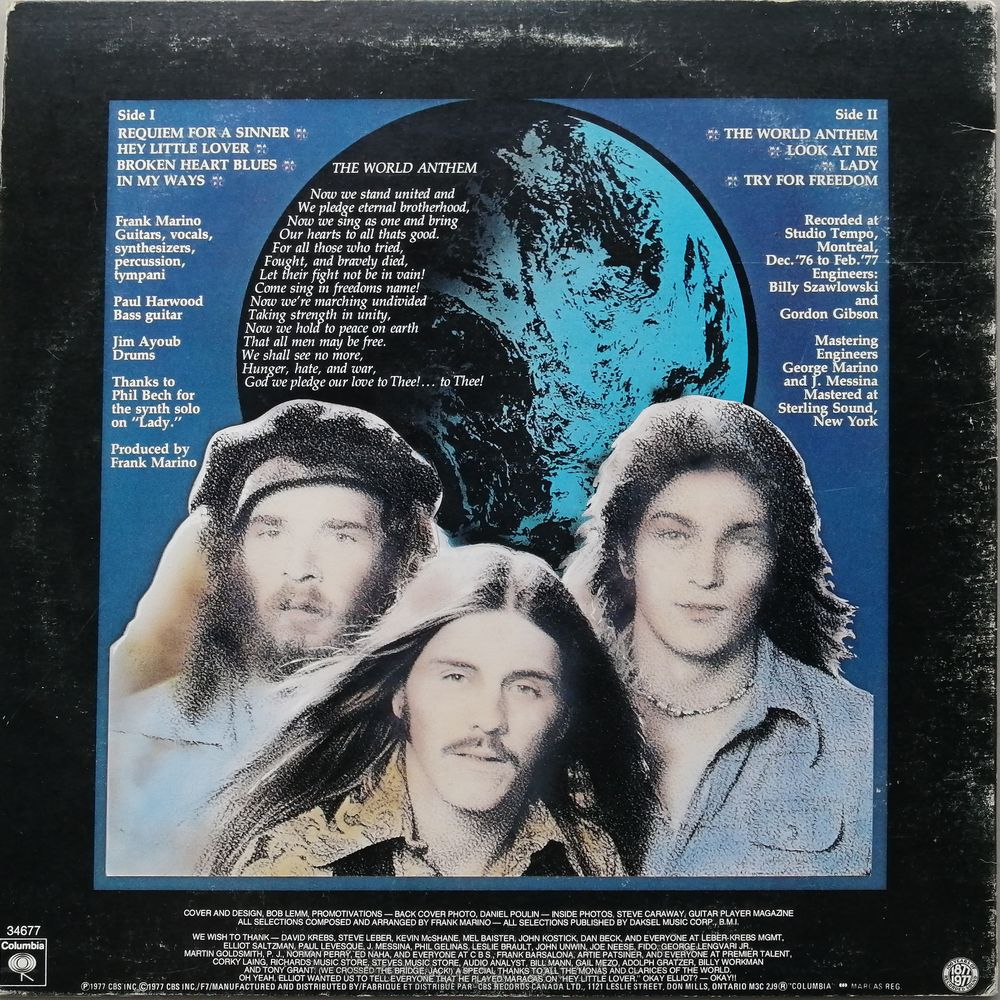 Side I
REQUIEM FOR A SINNER
HEY LITTLE LOVER
BROKEN HEART BLUES
IN MY WAYS
Frank Marino
Guitars, vocals,
synthesizers,
percussion,
tympani
Paul Harwood
Bass guitar
Jim Ayoub
Drums
Thanks to
Phil Bech for
the synth solo
on "Lady."
Produced by
Frank Marino
THE WORLD ANTHEM
Now we stand united and
We pledge eternal brotherhood,
Now we sing as one and bring
Our hearts to all thats good.
For all those who tried,
Fought, and bravely died,
Let their fight not be in vain!
Come sing in freedoms name!
Now we're marching undivided
Taking strength in unity,
Now we hold to peace on earth
That all men may be free.
We shall see no more,
Hunger, hate, and war,
God we pledge our love to Thee!... to Thee!
Side II
THE WORLD ANTHEM
LOOK AT ME
LADY
TRY FOR FREEDOM
Recorded at
Studio Tempo,
Montreal,
Dec.'76 to Feb.'77
Engineers:
Billy Szawlowski
and
Gordon Gibson
Mastering
Engineers
George Marino
and J. Messina
Mastered at
Sterling Sound,
New York
COVER AND DESIGN, BOB LEMM, PROMOTIVATIONS — BACK COVER PHOTO, DANIEL POULIN — INSIDE PHOTOS, STEVE CARAWAY, GUITAR PLAYER MAGAZINE
ALL SELECTIONS COMPOSED AND ARRANGED BY FRANK MARINO — ALL SELECTIONS PUBLISHED BY DAKSEL MUSIC CORP., B.M.I.
WE WISH TO THANK — DAVID KREBS, STEVE LEBER, KEVIN McSHANE, MEL BAISTER, JOHN KOSTICK, DAN BECK, AND EVERYONE AT LEBER-KREBS MGMT,
ELLIOT SALTZMAN, PAUL LEVESQUE, J. MESSINA, PHIL GELINAS, LESLIE BRAULT, JOHN UNWIN, JOE NEESE, FIDO, GEORGE LENGVARI JR.,
MARTIN GOLDSMITH, P. J., NORMAN PERRY, ED NAHA, AND EVERYONE AT C B S, FRANK BARSALONA, ARTIE PATSINER, AND EVERYONE AT PREMIER TALENT,
CORKY LAING, RICHARDS MUSIC STORE, STEVES MUSIC STORE, AUDIO ANALYST, BILL MANN, GAIL MEZO, ADOLPH GRATZER, BILLY WORKMAN
AND TONY GRANT: (WE CROSSED THE BRIDGE, JACK!) A SPECIAL THANKS TO ALL THE MONAS AND CLARICES OF THE WORLD.
OH YEAH, ELLIOT WANTED US TO TELL EVERYONE THAT HE PLAYED MARACAS ON "HEY LITTLE LOVER". "OKAY ELLIOT? — OKAY!!
34677
Columbia
Ⓟ1977 CBS INC.©1977 CBS INC./F7/MANUFACTURED AND DISTRIBUTED BY/FABRIQUE ET DISTRIBUÉ PAR: CBS RECORDS CANADA LTD., 1121 LESLIE STREET, DON MILLS, ONTARIO M3C 2J9 ® "COLUMBIA" MARCAS REG.
1877
1977